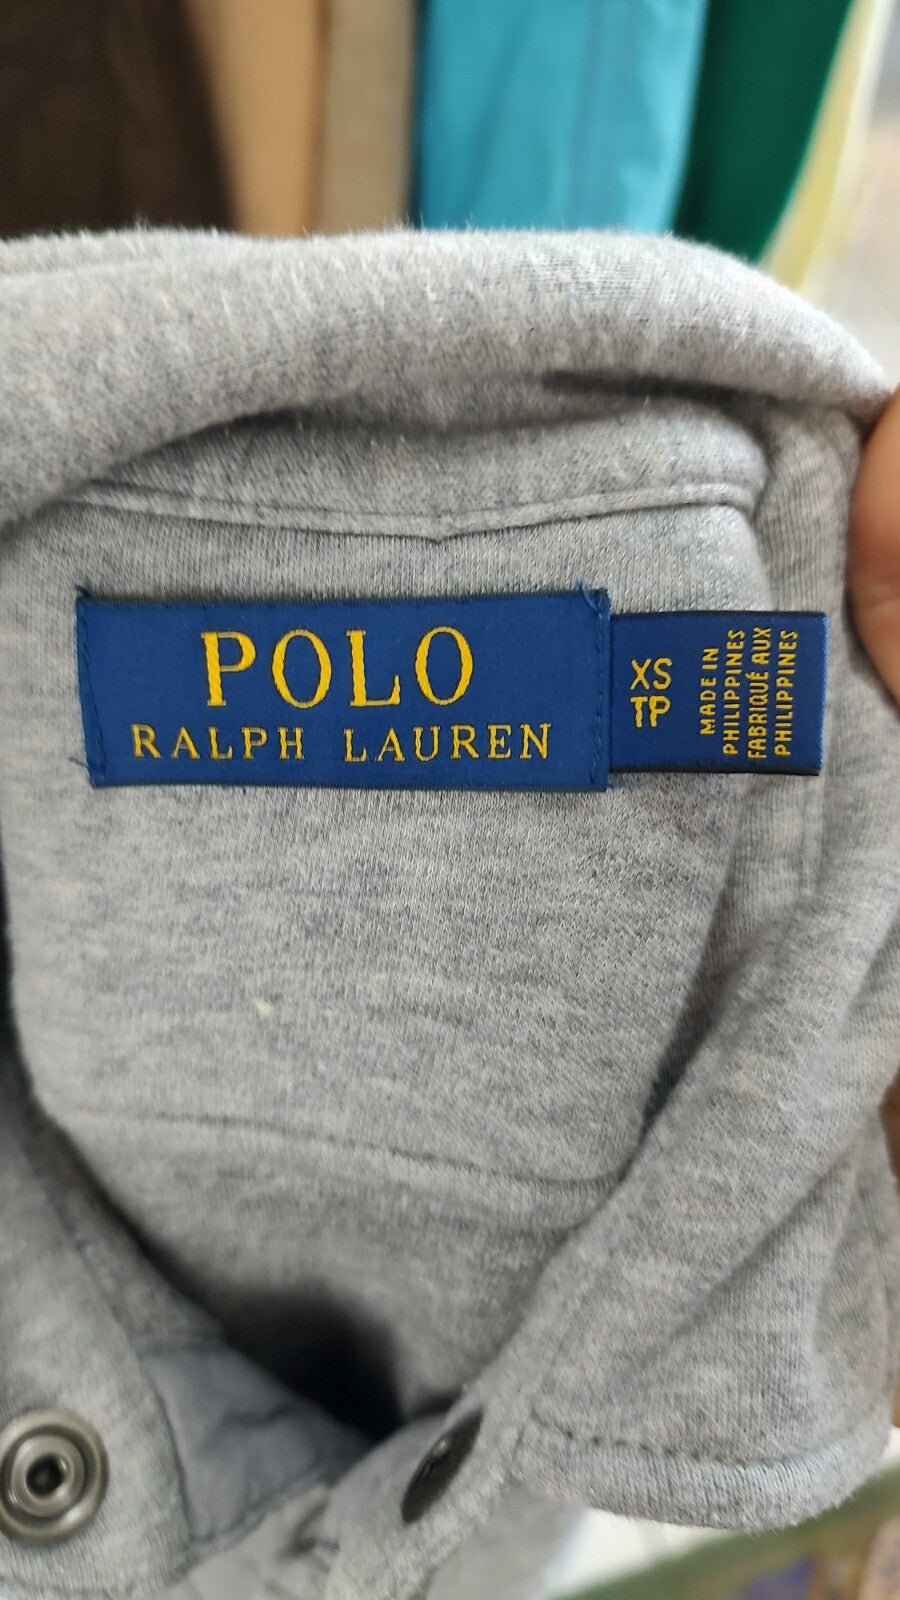 POLO
RALPH LAUREN
XS
TP
MADE IN
PHILIPPINES
FABRIQUÉ AUX
PHILIPPINES